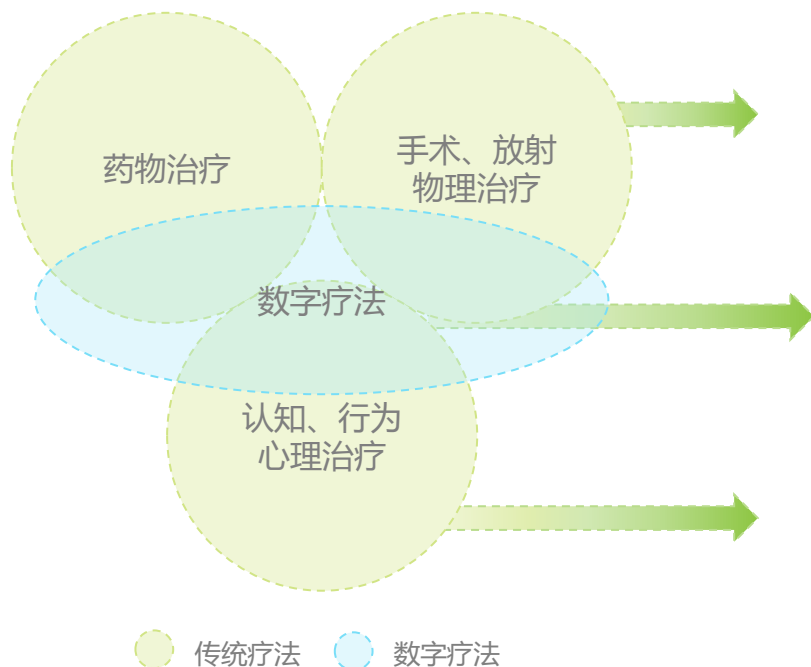 药物治疗
手术、放射
物理治疗
数字疗法
认知、行为
心理治疗
传统疗法
数字疗法